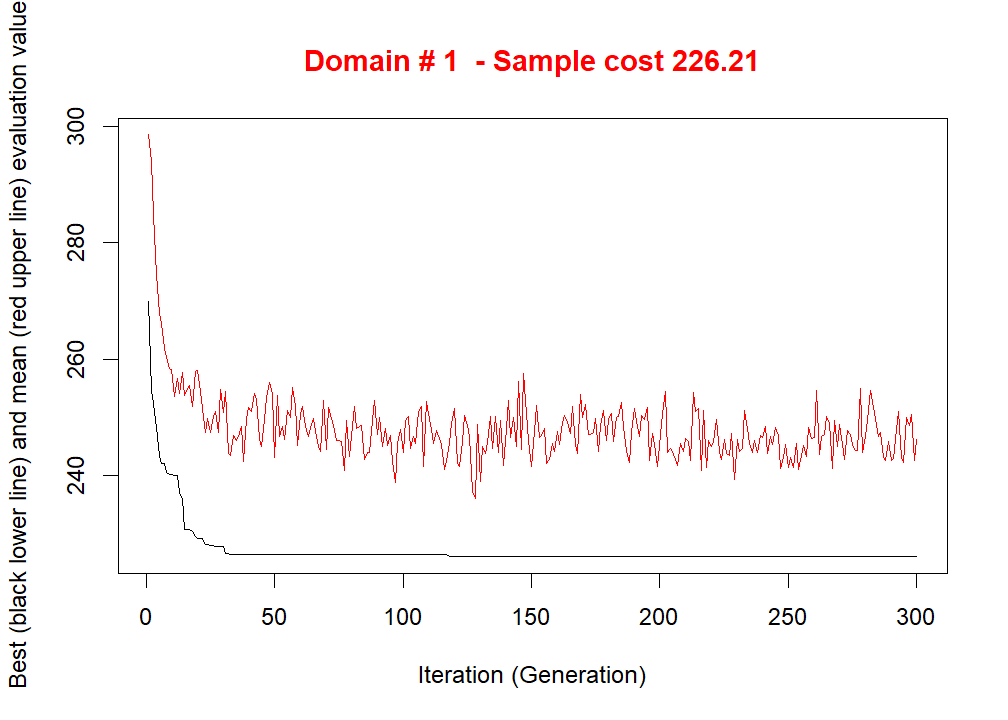 Domain # 1 - Sample cost 226.21
Best (black lower line) and mean (red upper line) evaluation value
300
280
260
240
0 50 100 150 200 250 300
Iteration (Generation)